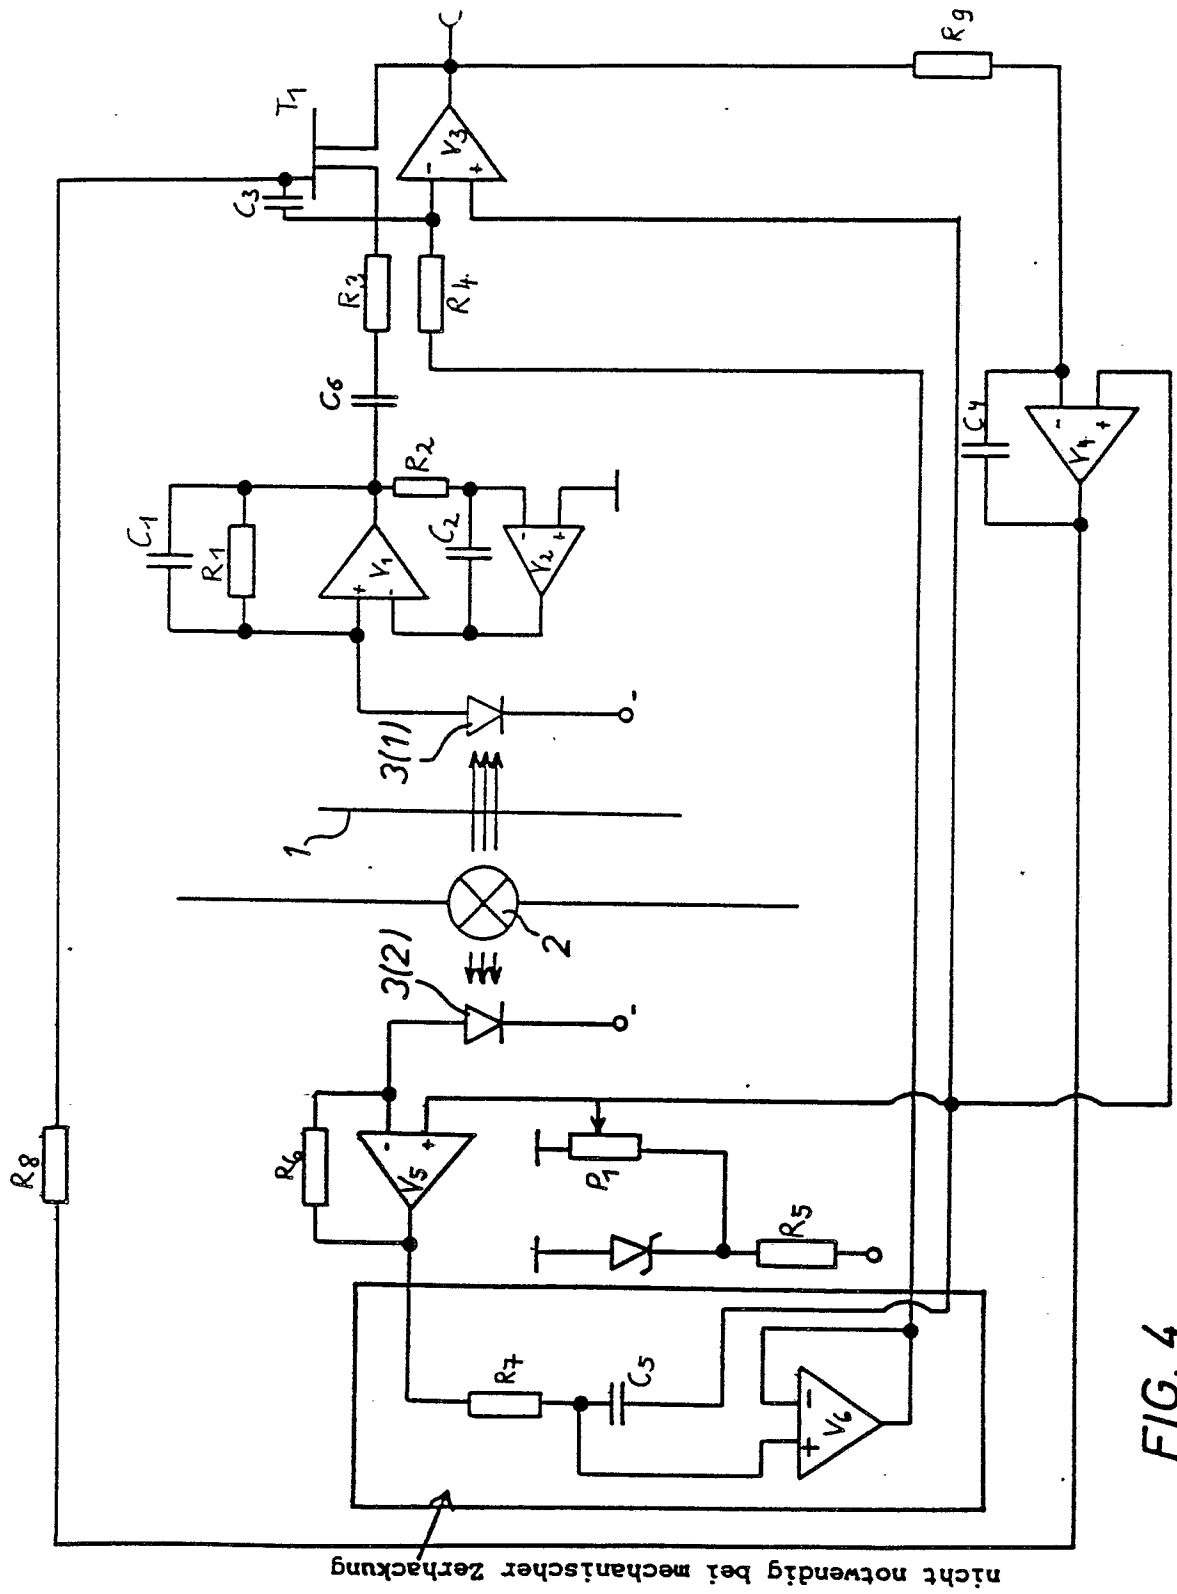 R8
C3
T1
C
R9
R3
R4
V3
-
+
C6
C1
R1
V1
+
-
R2
C2
V2
-
+
C4
V4
-
+
3(1)
-
1
2
3(2)
-
R6
V5
-
+
P1
R5
R7
C5
V6
-
+
nicht notwendig bei mechanischer Zerhackung
FIG. 4